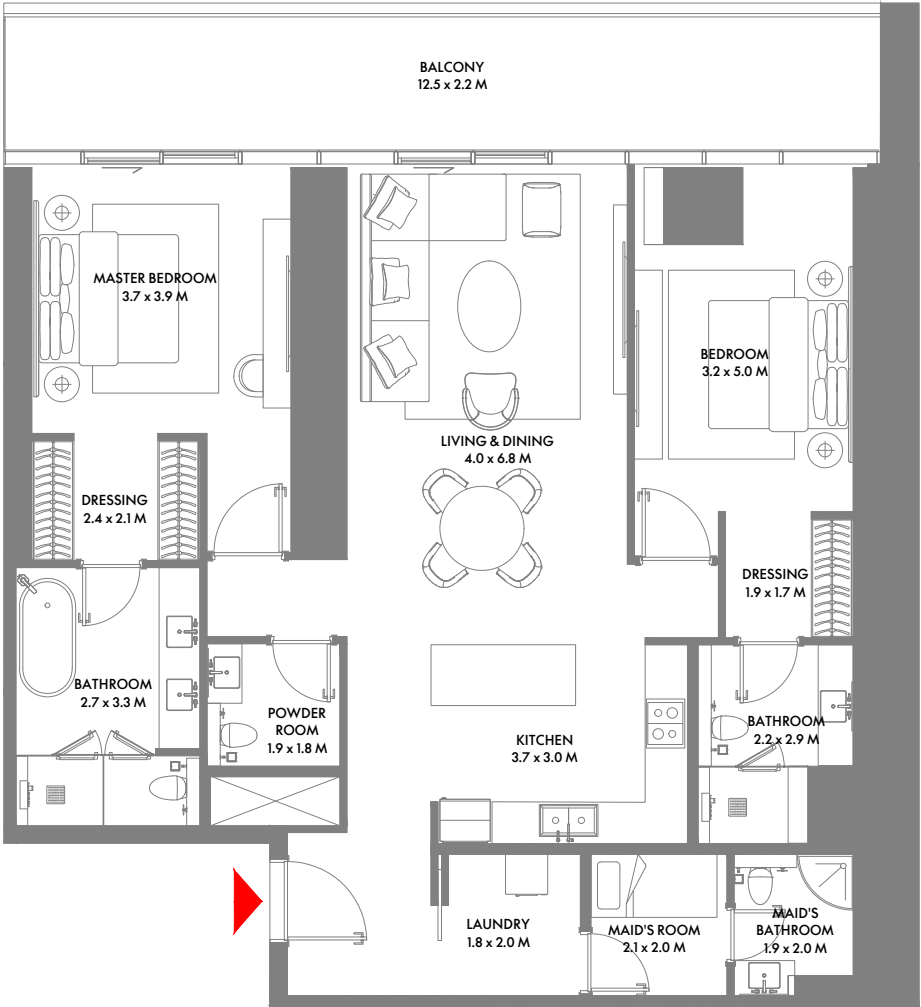 BALCONY
12.5 x 2.2 M
MASTER BEDROOM
3.7 x 3.9 M
BEDROOM
3.2 x 5.0 M
LIVING & DINING
4.0 x 6.8 M
DRESSING
2.4 x 2.1 M
DRESSING
1.9 x 1.7 M
BATHROOM
2.7 x 3.3 M
POWDER
ROOM
1.9 x 1.8 M
KITCHEN
3.7 x 3.0 M
BATHROOM
2.2 x 2.9 M
LAUNDRY
1.8 x 2.0 M
MAID'S ROOM
2.1 x 2.0 M
MAID'S
BATHROOM
1.9 x 2.0 M